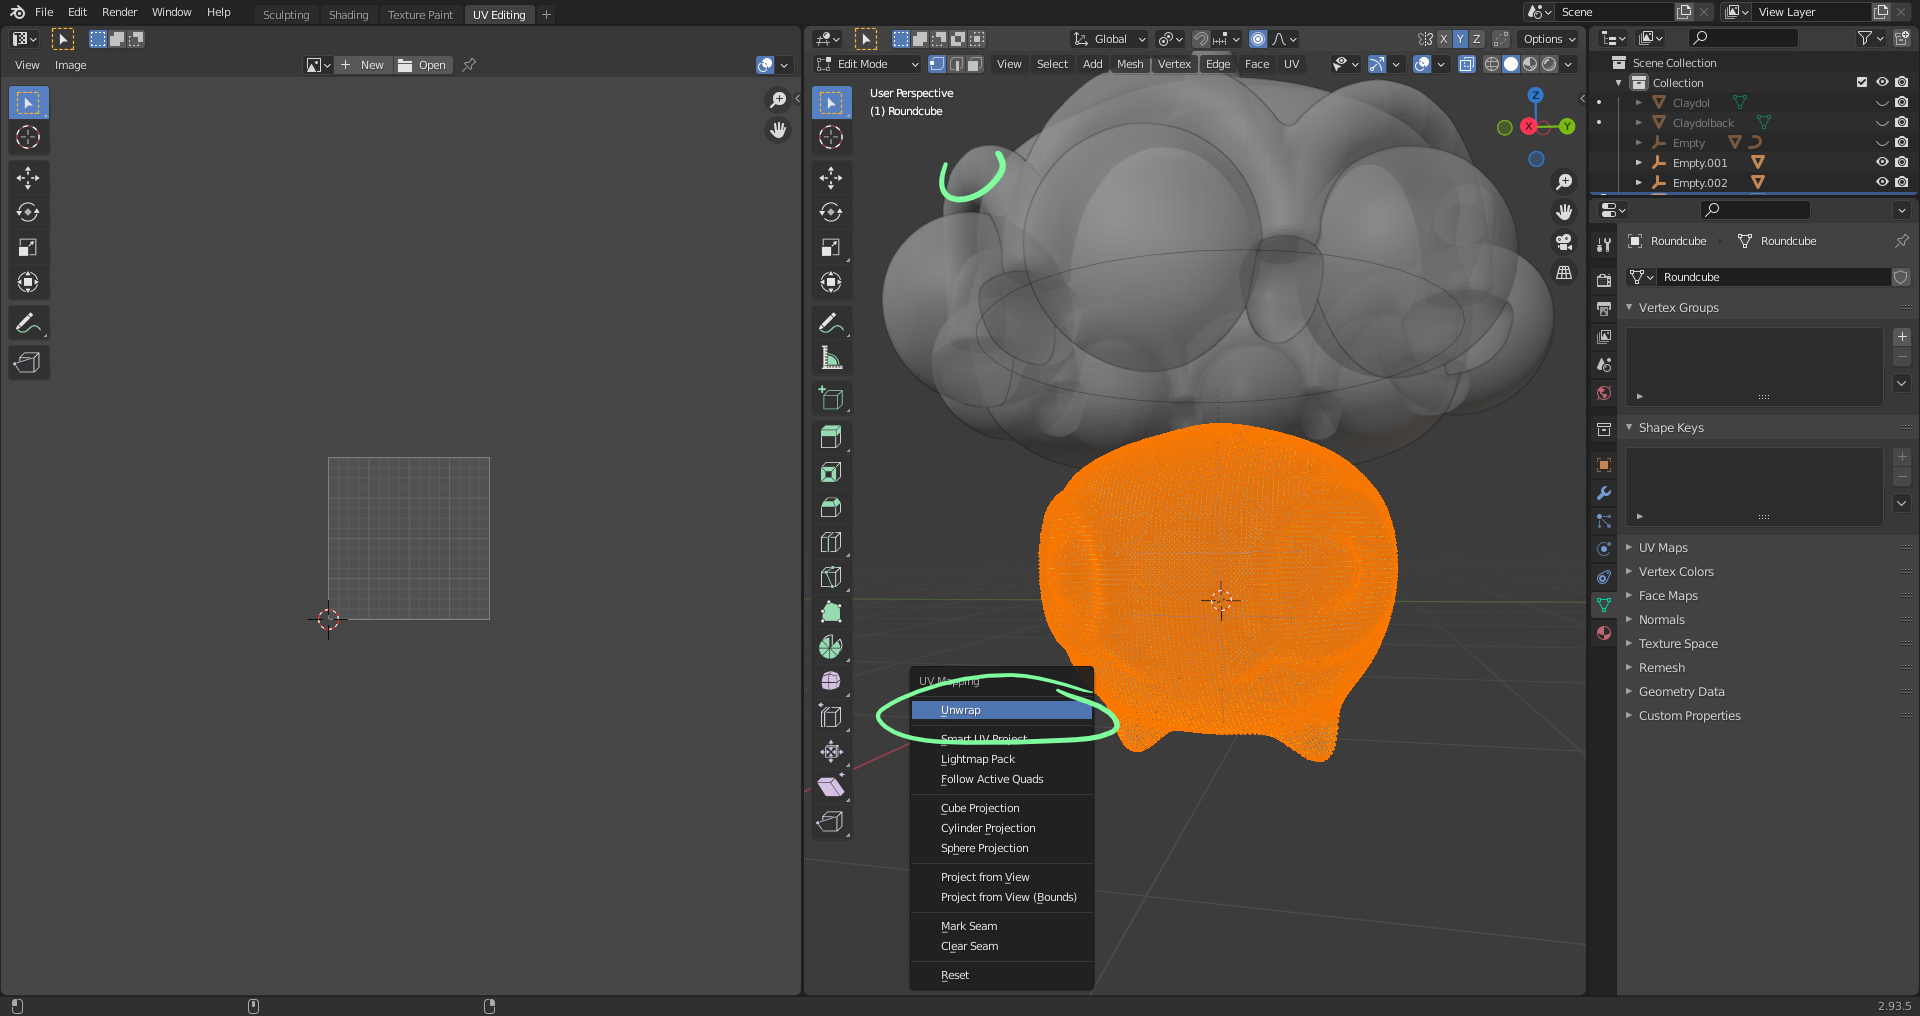 File Edit Render Window Help
Sculpting Shading Texture Paint UV Editing +
Scene
View Layer
View Image
New Open
Global
X Y Z Options
Edit Mode
View Select Add Mesh Vertex Edge Face UV
User Perspective
(1) Roundcube
Z
X
Y
Scene Collection
Collection
Claydol
Claydolback
Empty
Empty.001
Empty.002
Roundcube Roundcube
Roundcube
Vertex Groups
Shape Keys
UV Maps
Vertex Colors
Face Maps
Normals
Texture Space
Remesh
Geometry Data
Custom Properties
UV Mapping
Unwrap
Smart UV Project
Lightmap Pack
Follow Active Quads
Cube Projection
Cylinder Projection
Sphere Projection
Project from View
Project from View (Bounds)
Mark Seam
Clear Seam
Reset
2.93.5